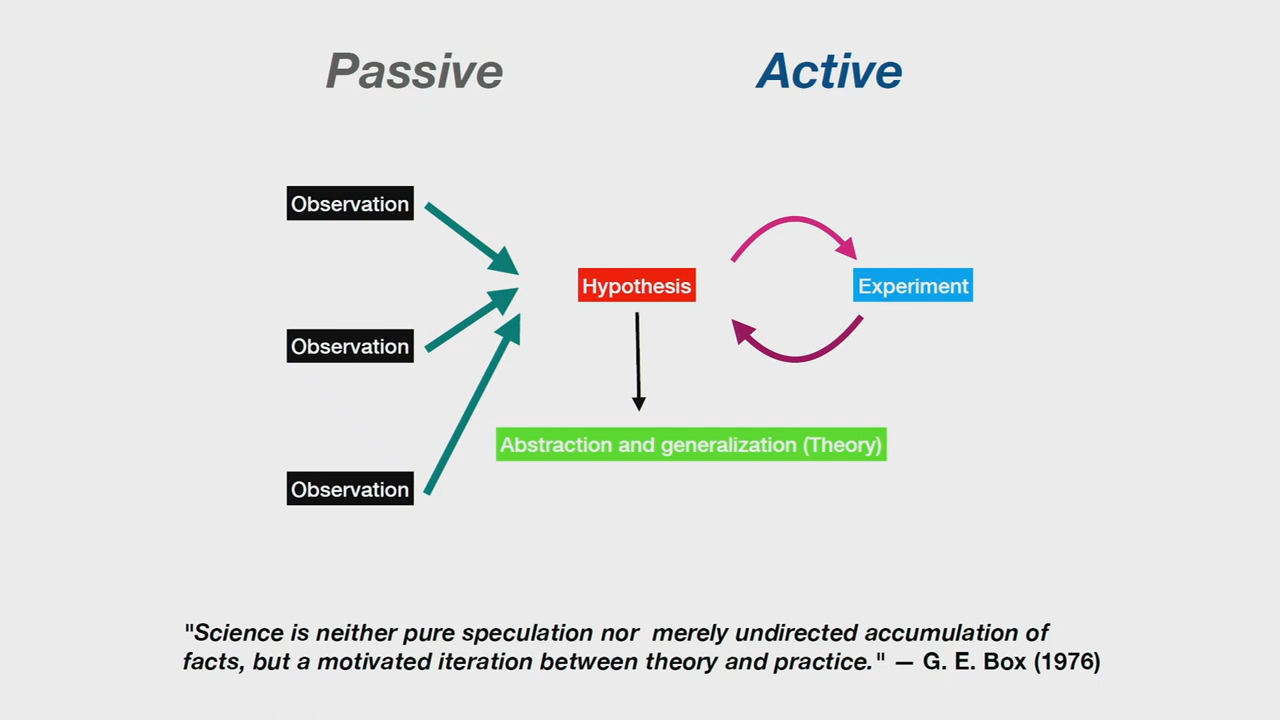 Passive
Active
Observation
Observation
Observation
Hypothesis
Experiment
Abstraction and generalization (Theory)
"Science is neither pure speculation nor  merely undirected accumulation of
facts, but a motivated iteration between theory and practice." — G. E. Box (1976)